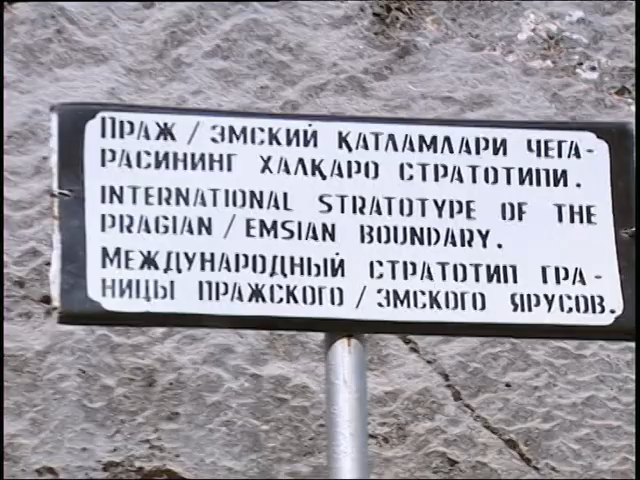 ПРАЖ / ЭМСКИЙ ҚАТЛАМЛАРИ ЧЕГА-
РАСИНИНГ ХАЛҚАРО СТРАТОТИПИ.
INTERNATIONAL STRATOTYPE OF THE
PRAGIAN / EMSIAN BOUNDARY.
МЕЖДУНАРОДНЫЙ СТРАТОТИП ГРА-
НИЦЫ ПРАЖСКОГО / ЭМСКОГО ЯРУСОВ.